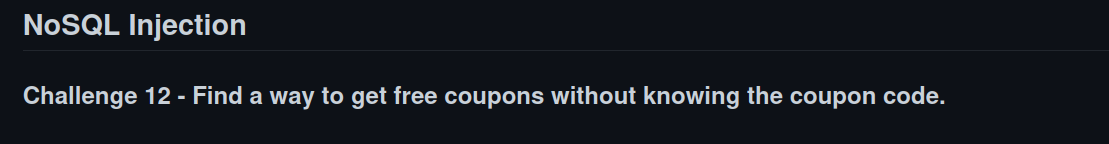 NoSQL Injection
Challenge 12 - Find a way to get free coupons without knowing the coupon code.